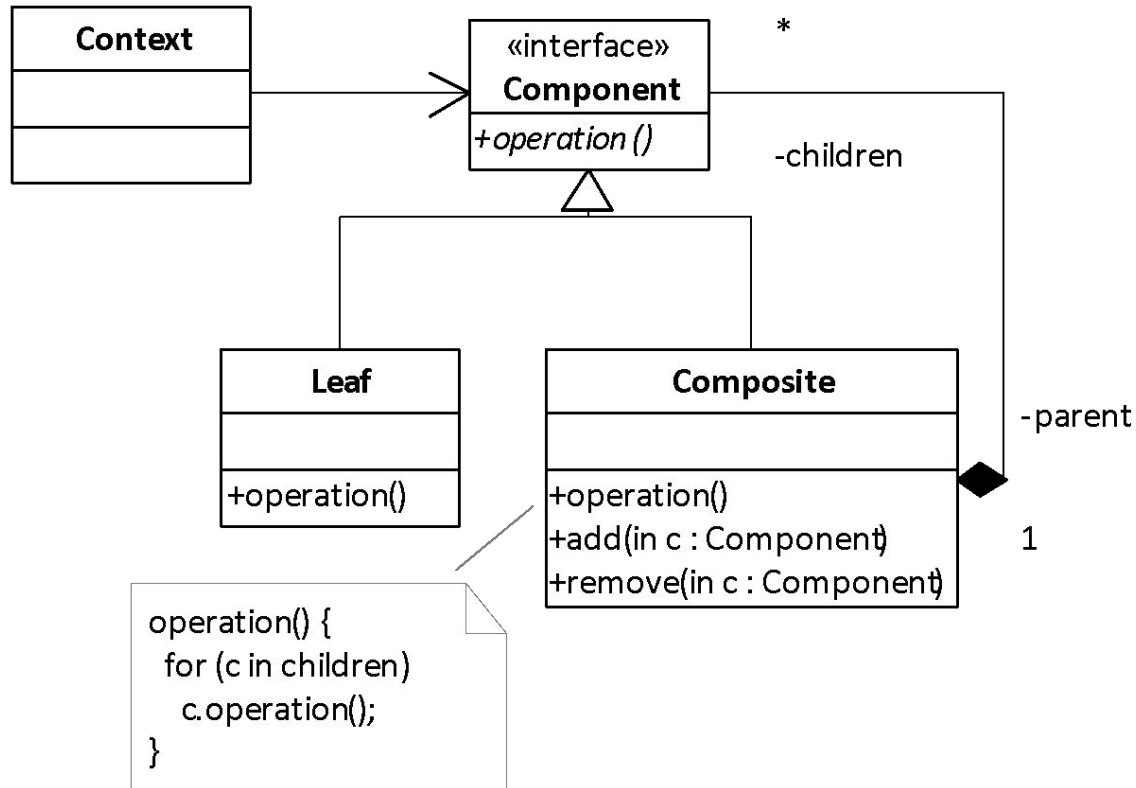 Context
«interface»
Component
+operation()
*
-children
Leaf
+operation()
Composite
+operation()
+add(in c : Component)
+remove(in c : Component)
-parent
1
operation() {
for (c in children)
c.operation();
}